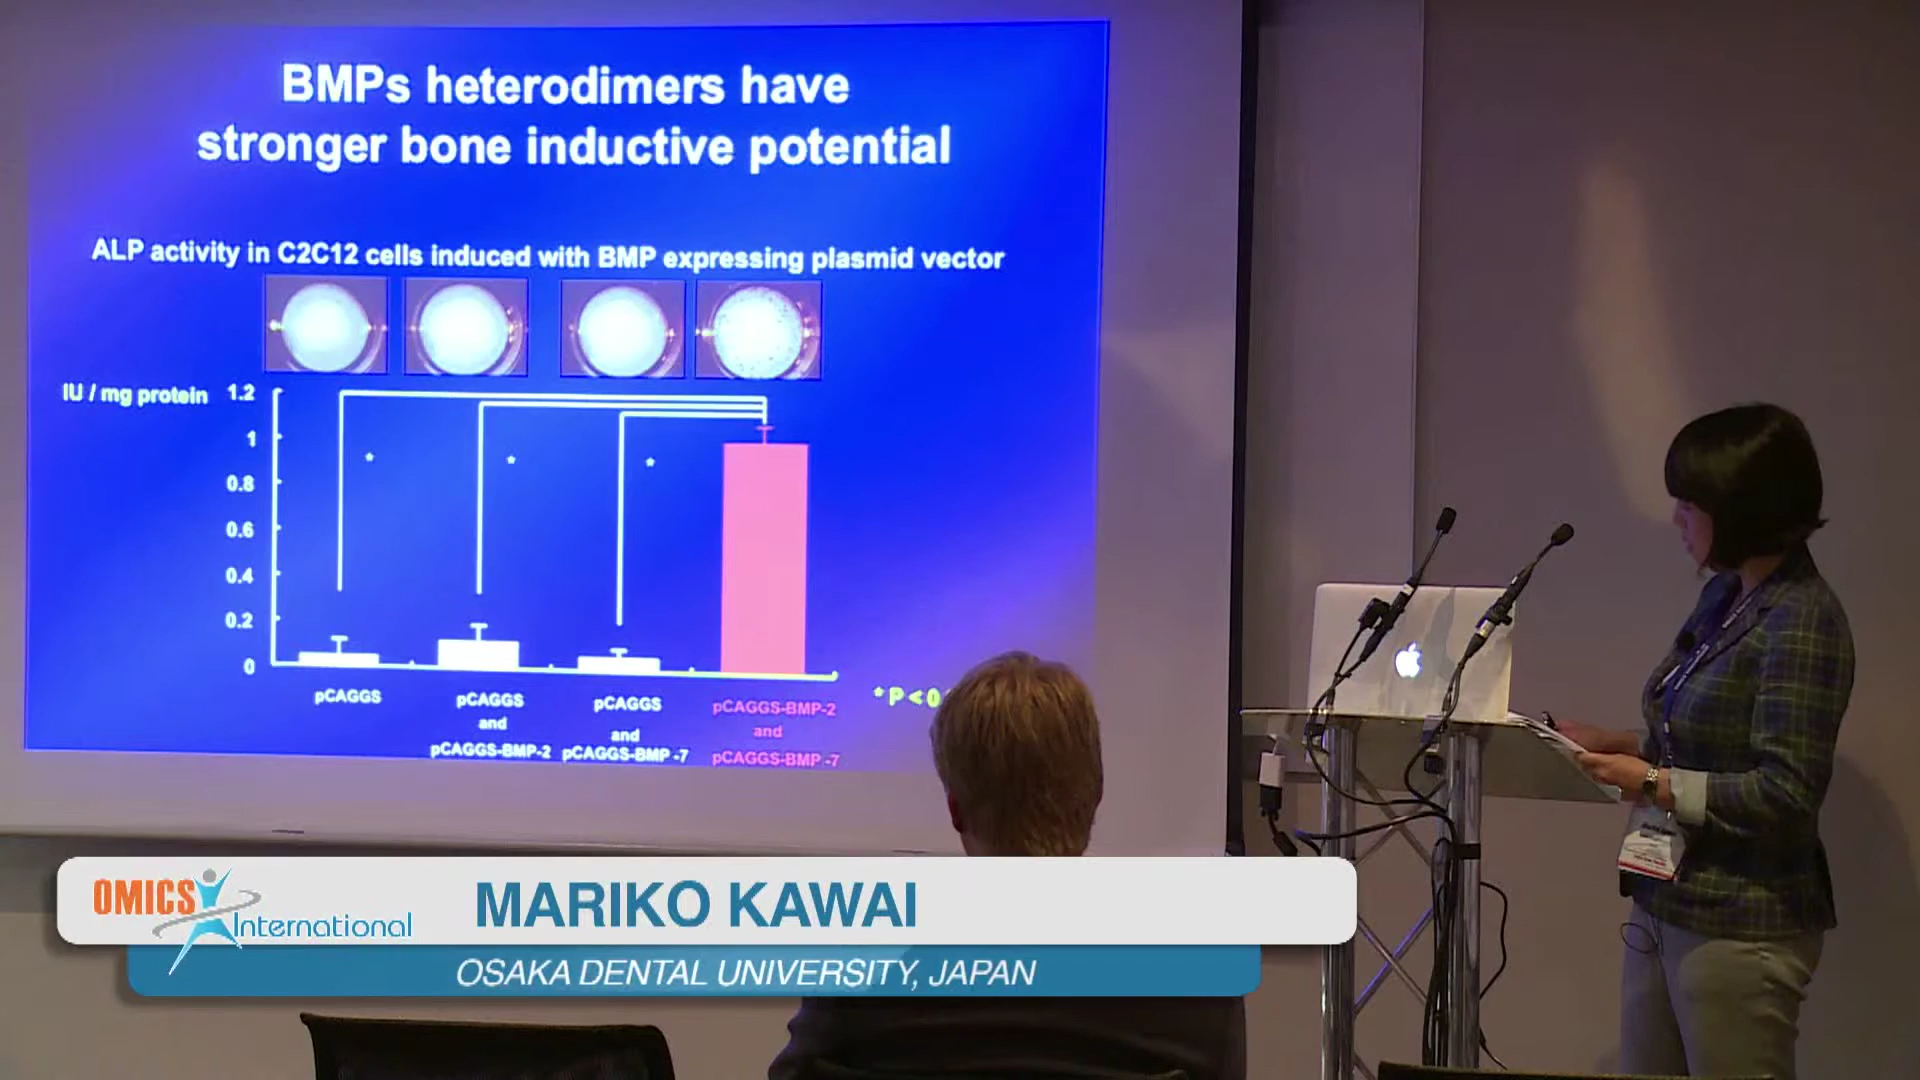 BMPs heterodimers have
stronger bone inductive potential
ALP activity in C2C12 cells induced with BMP expressing plasmid vector
IU / mg protein
1.2
1
0.8
0.6
0.4
0.2
0
* * *
pCAGGS
pCAGGS
and
pCAGGS-BMP-2
pCAGGS
and
pCAGGS-BMP -7
pCAGGS-BMP-2
and
pCAGGS-BMP -7
* P < 0
OMICS
International
MARIKO KAWAI
OSAKA DENTAL UNIVERSITY, JAPAN